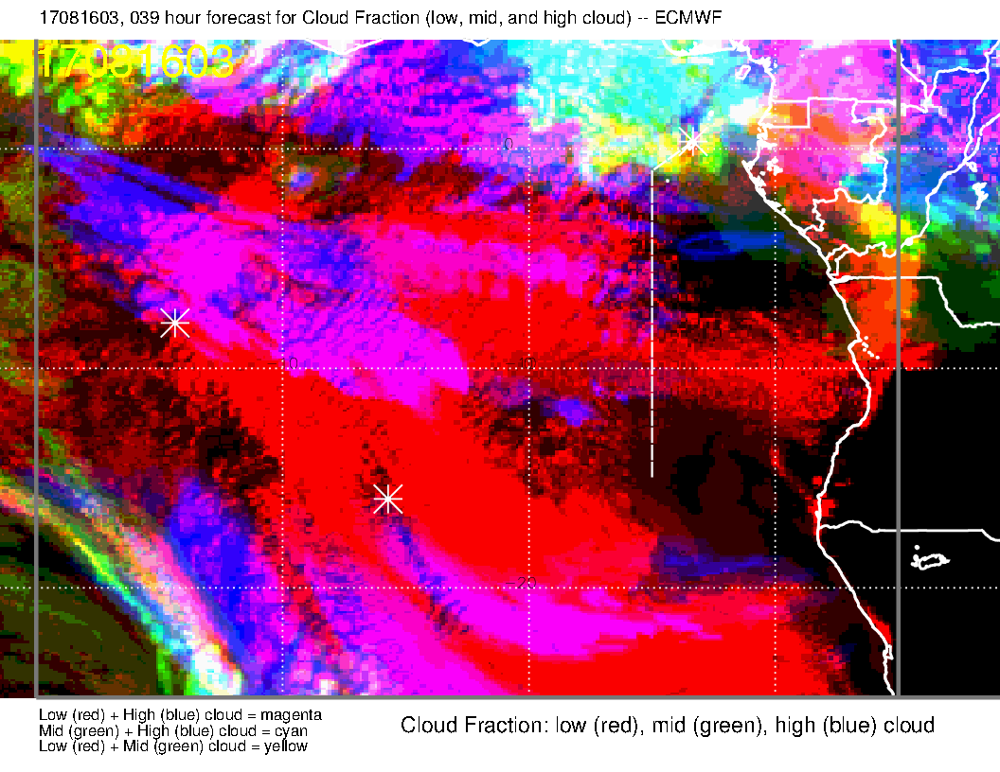 17081603, 039 hour forecast for Cloud Fraction (low, mid, and high cloud) -- ECMWF
17081603
0
-10
-10
0
-20
Low (red) + High (blue) cloud = magenta
Mid (green) + High (blue) cloud = cyan
Low (red) + Mid (green) cloud = yellow
Cloud Fraction: low (red), mid (green), high (blue) cloud